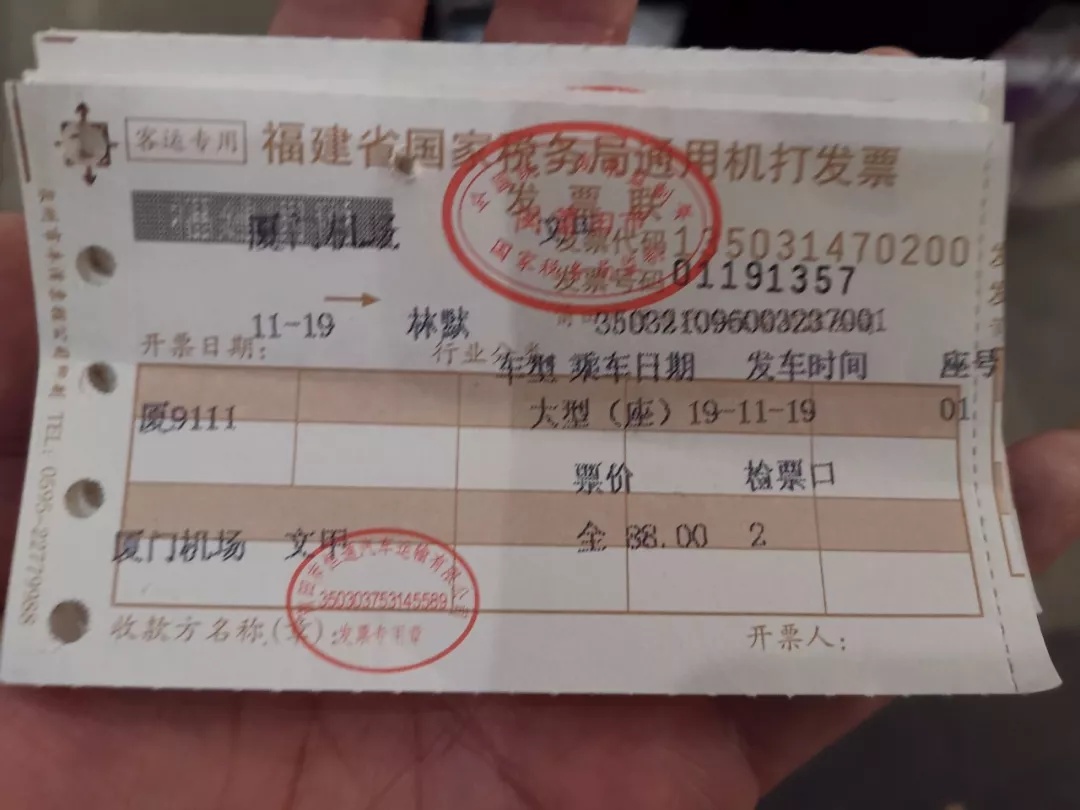 客运专用 福建省国家税务局通用机打发票
发票联
厦门机场 文甲
发票代码 135031470200
发票号码 01191357
11-19 林默
开票日期: 行业分类
车型 乘车日期 发车时间 座号
厦9111 大型(座) 19-11-19 01
票价 检票口
厦门机场 文甲 全 88.00 2
350303753145589
收款方名称(章): 发票专用章 开票人:
TEL: 0595-22779888